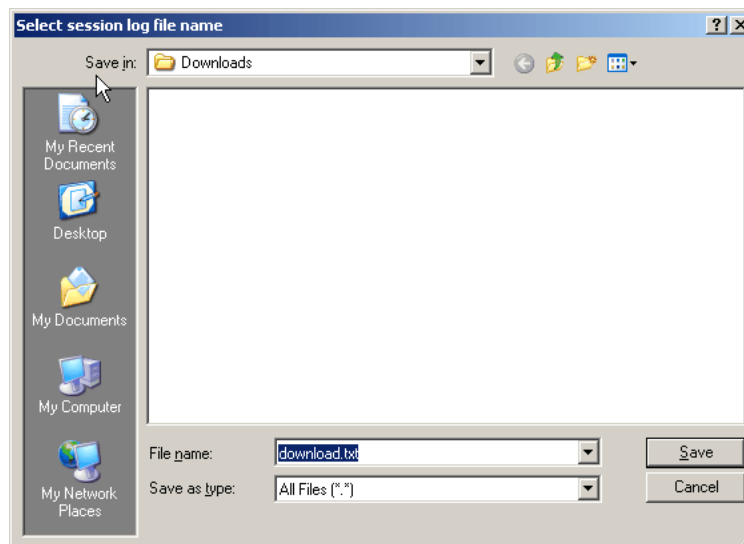 Select session log file name
Save in: Downloads
My Recent
Documents
Desktop
My Documents
My Computer
My Network
Places
File name: download.txt Save
Save as type: All Files (*.*) Cancel